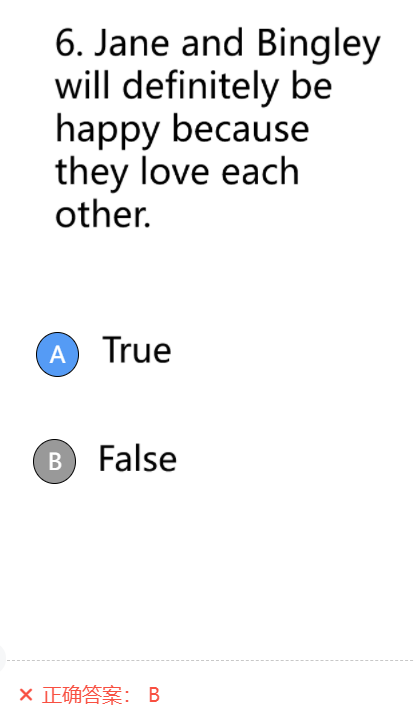 6. Jane and Bingley
will definitely be
happy because
they love each
other.
A True
B False
× 正确答案： B